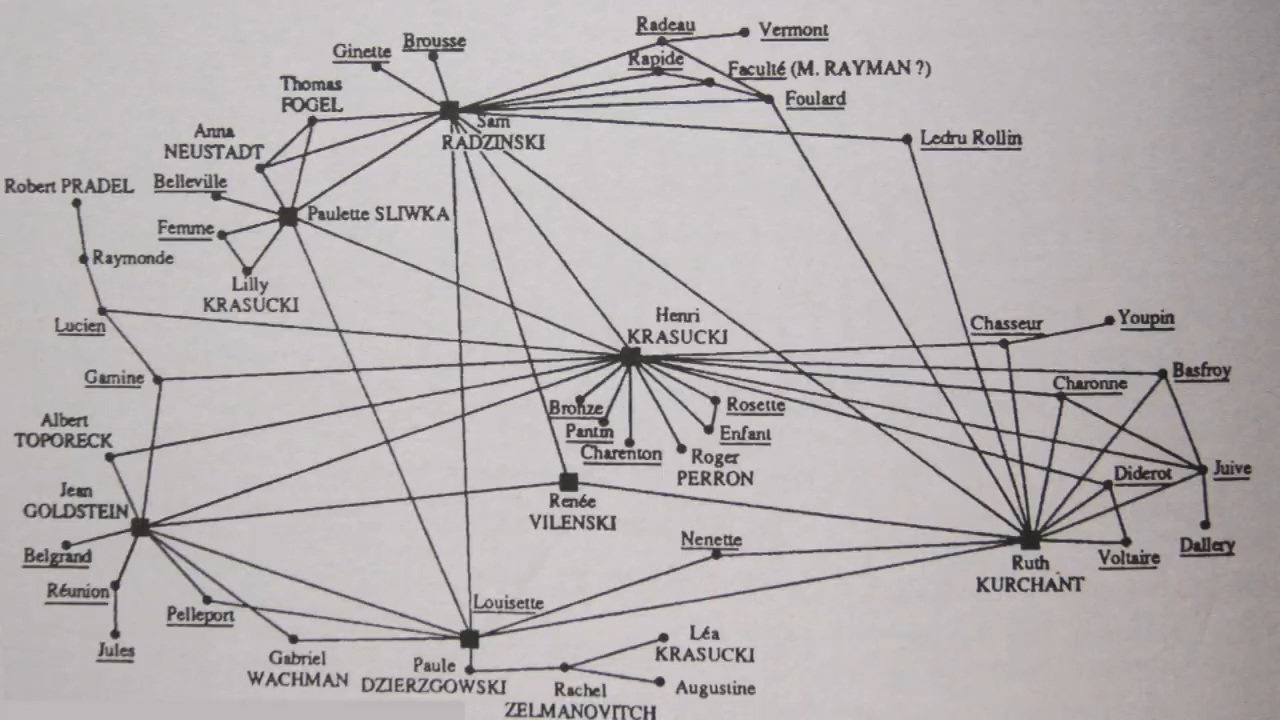 Radeau
Vermont
Brousse
Ginette
Rapide
Faculté (M. RAYMAN ?)
Thomas
FOGEL
Foulard
Sam
RADZINSKI
Anna
NEUSTADT
Ledru Rollin
Robert PRADEL
Belleville
Paulette SLIWKA
Femme
Raymonde
Lilly
KRASUCKI
Lucien
Henri
KRASUCKI
Chasseur
Youpin
Gamine
Basfroy
Charonne
Bronze
Rosette
Albert
TOPORECK
Pantin
Enfant
Charenton
Roger
PERRON
Diderot
Juive
Jean
GOLDSTEIN
Renée
VILENSKI
Nenette
Belgrand
Voltaire
Dallery
Ruth
KURCHANT
Réunion
Pelleport
Louisette
Jules
Gabriel
WACHMAN
Paule
DZIERZGOWSKI
Léa
KRASUCKI
Rachel
ZELMANOVITCH
Augustine